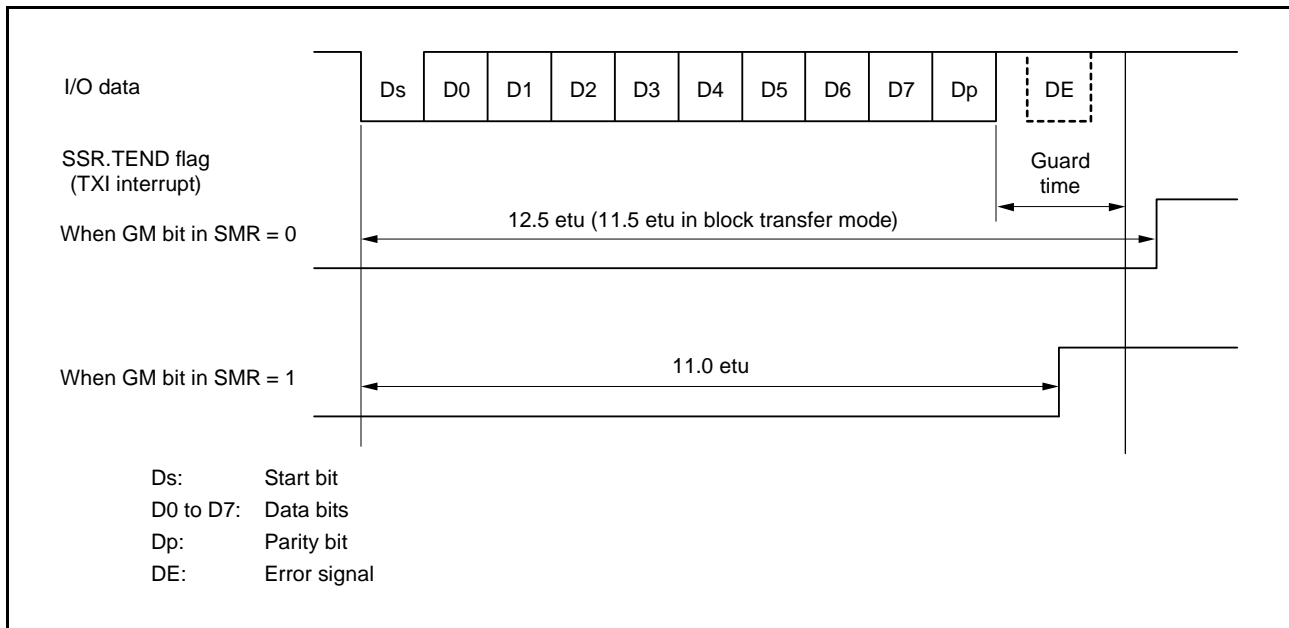 I/O data
Ds D0 D1 D2 D3 D4 D5 D6 D7 Dp DE
SSR.TEND flag
(TXI interrupt)
Guard
time
When GM bit in SMR = 0
12.5 etu (11.5 etu in block transfer mode)
When GM bit in SMR = 1
11.0 etu
Ds: Start bit
D0 to D7: Data bits
Dp: Parity bit
DE: Error signal